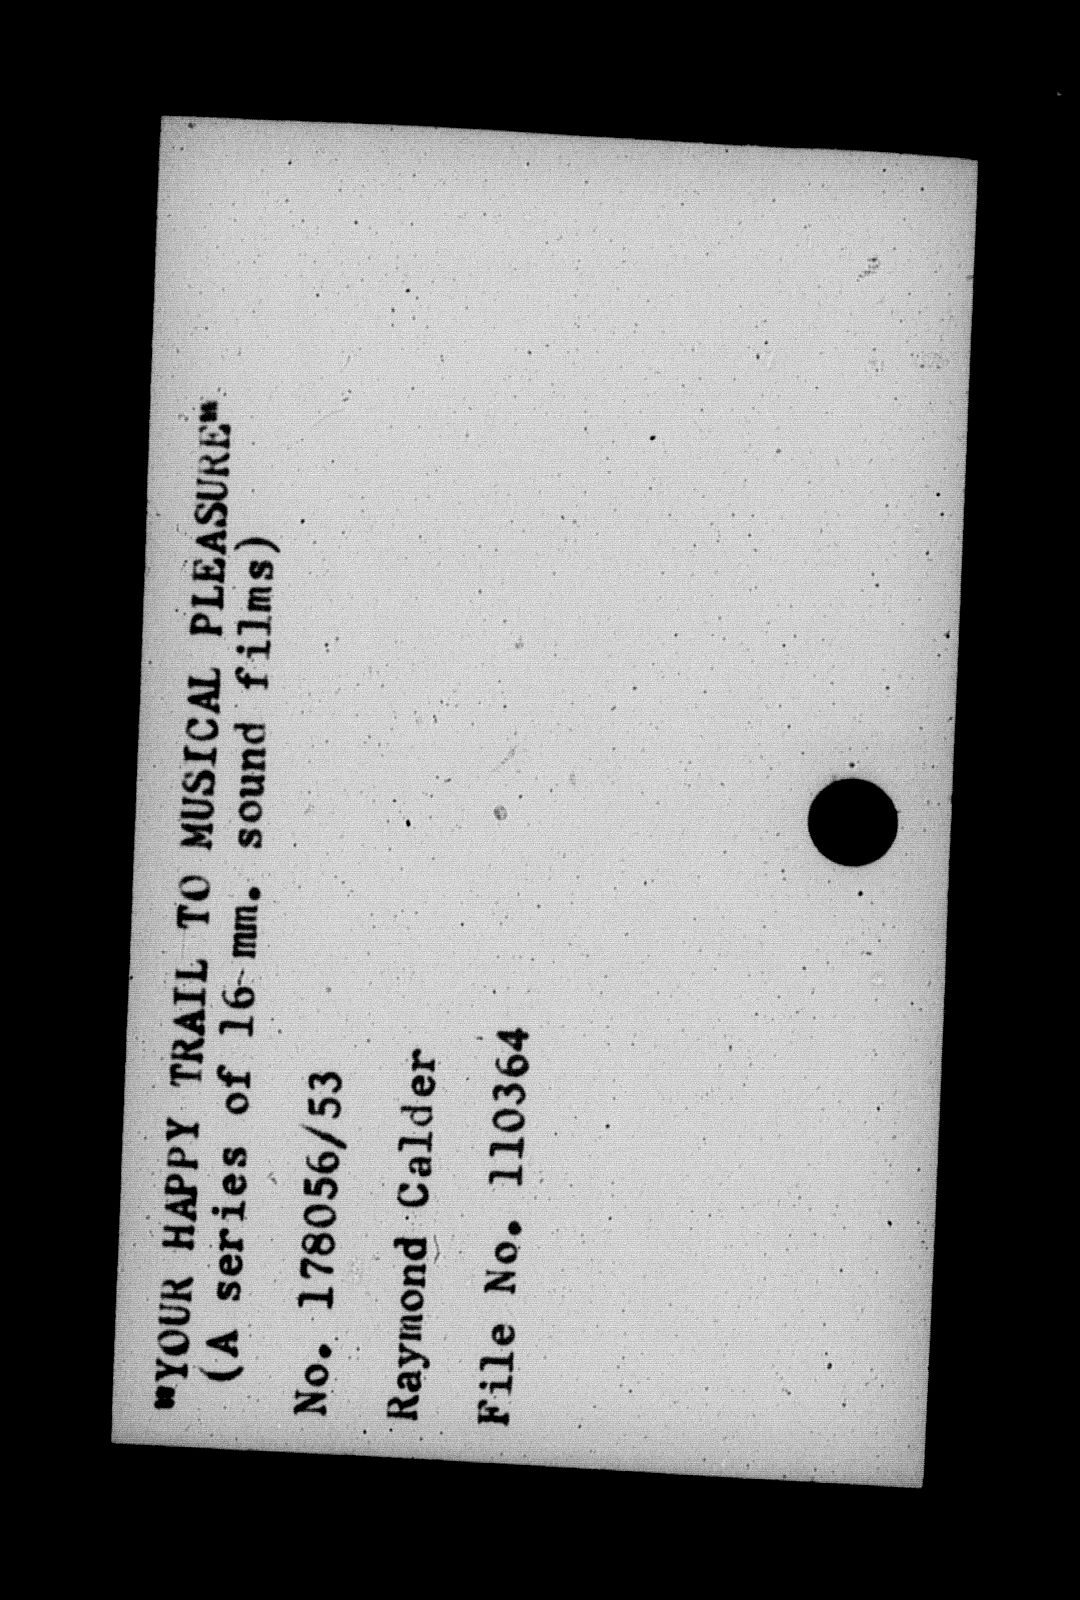 "YOUR HAPPY TRAIL TO MUSICAL PLEASURE"
(A series of 16 mm. sound films)
No. 178056/53
Raymond Calder
File No. 110364